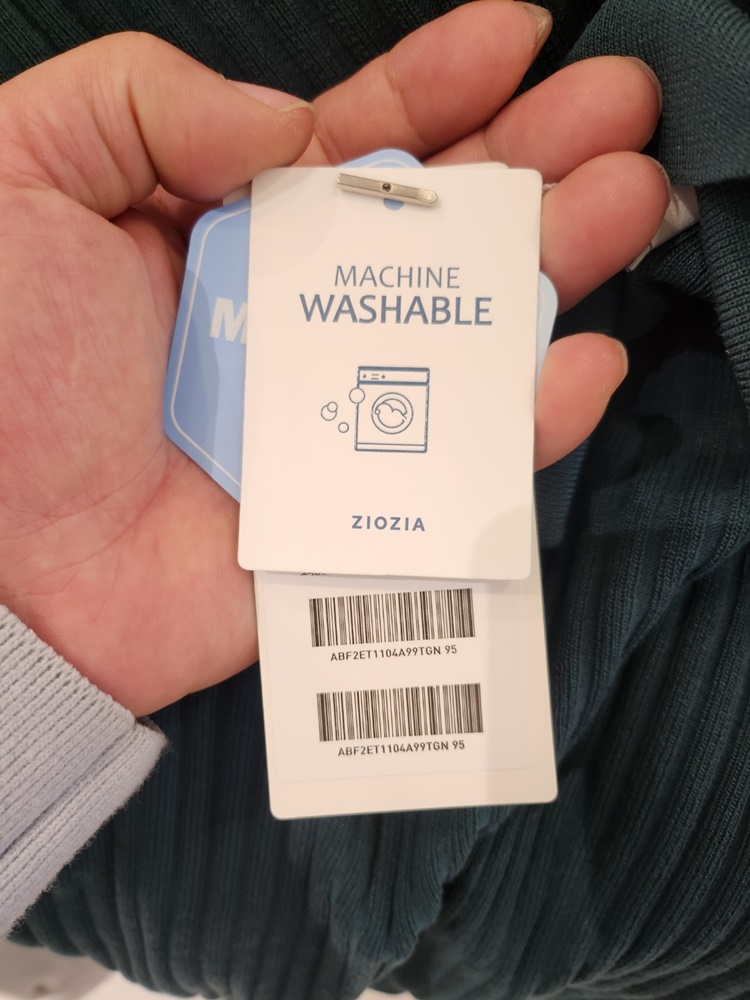 M
MACHINE
WASHABLE
ZIOZIA
ABF2ET1104A99TGN 95
ABF2ET1104A99TGN 95